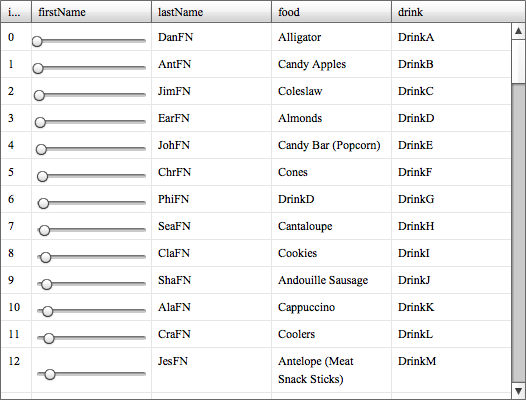 i... firstName lastName food drink
0 DanFN Alligator DrinkA
1 AntFN Candy Apples DrinkB
2 JimFN Coleslaw DrinkC
3 EarFN Almonds DrinkD
4 JohFN Candy Bar (Popcorn) DrinkE
5 ChrFN Cones DrinkF
6 PhiFN DrinkD DrinkG
7 SeaFN Cantaloupe DrinkH
8 ClaFN Cookies DrinkI
9 ShaFN Andouille Sausage DrinkJ
10 AlaFN Cappuccino DrinkK
11 CraFN Coolers DrinkL
12 JesFN Antelope (Meat DrinkM
Snack Sticks)